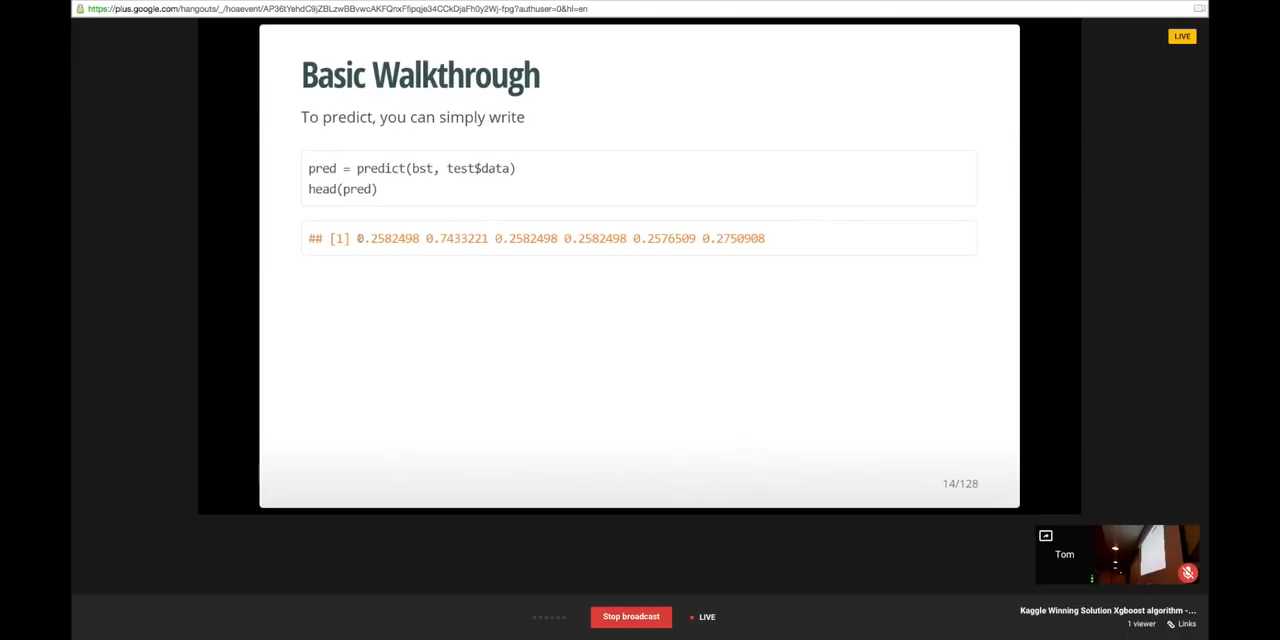 https://plus.google.com/hangouts/_/hoaevent/AP36tYehdC9jZBLzwBBvwcAKFQnxFfipqje34CCkDjaFh0y2Wj-fpg?authuser=0&hl=en
LIVE
Basic Walkthrough
To predict, you can simply write
pred = predict(bst, test$data)
head(pred)
## [1] 0.2582498 0.7433221 0.2582498 0.2582498 0.2576509 0.2750908
14/128
Tom
Stop broadcast
LIVE
Kaggle Winning Solution Xgboost algorithm -...
1 viewer
Links